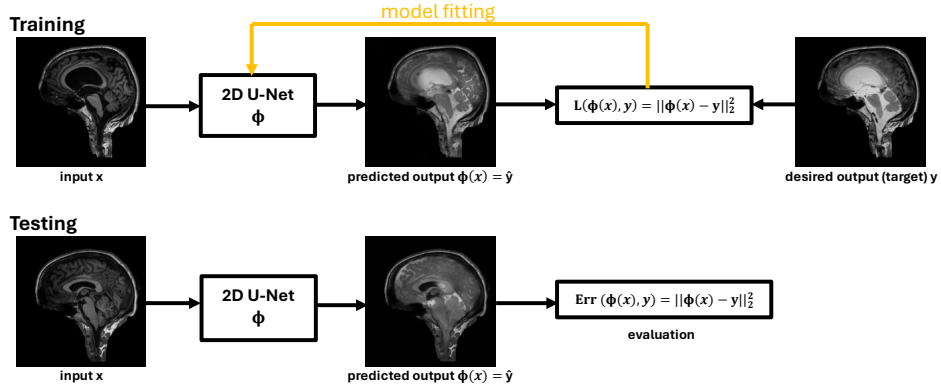 model fitting
Training
2D U-Net
ϕ
L(ϕ(x), y) = ||ϕ(x) − y||₂²
input x
predicted output ϕ(x) = ŷ
desired output (target) y
Testing
2D U-Net
ϕ
Err (ϕ(x), y) = ||ϕ(x) − y||₂²
evaluation
input x
predicted output ϕ(x) = ŷ